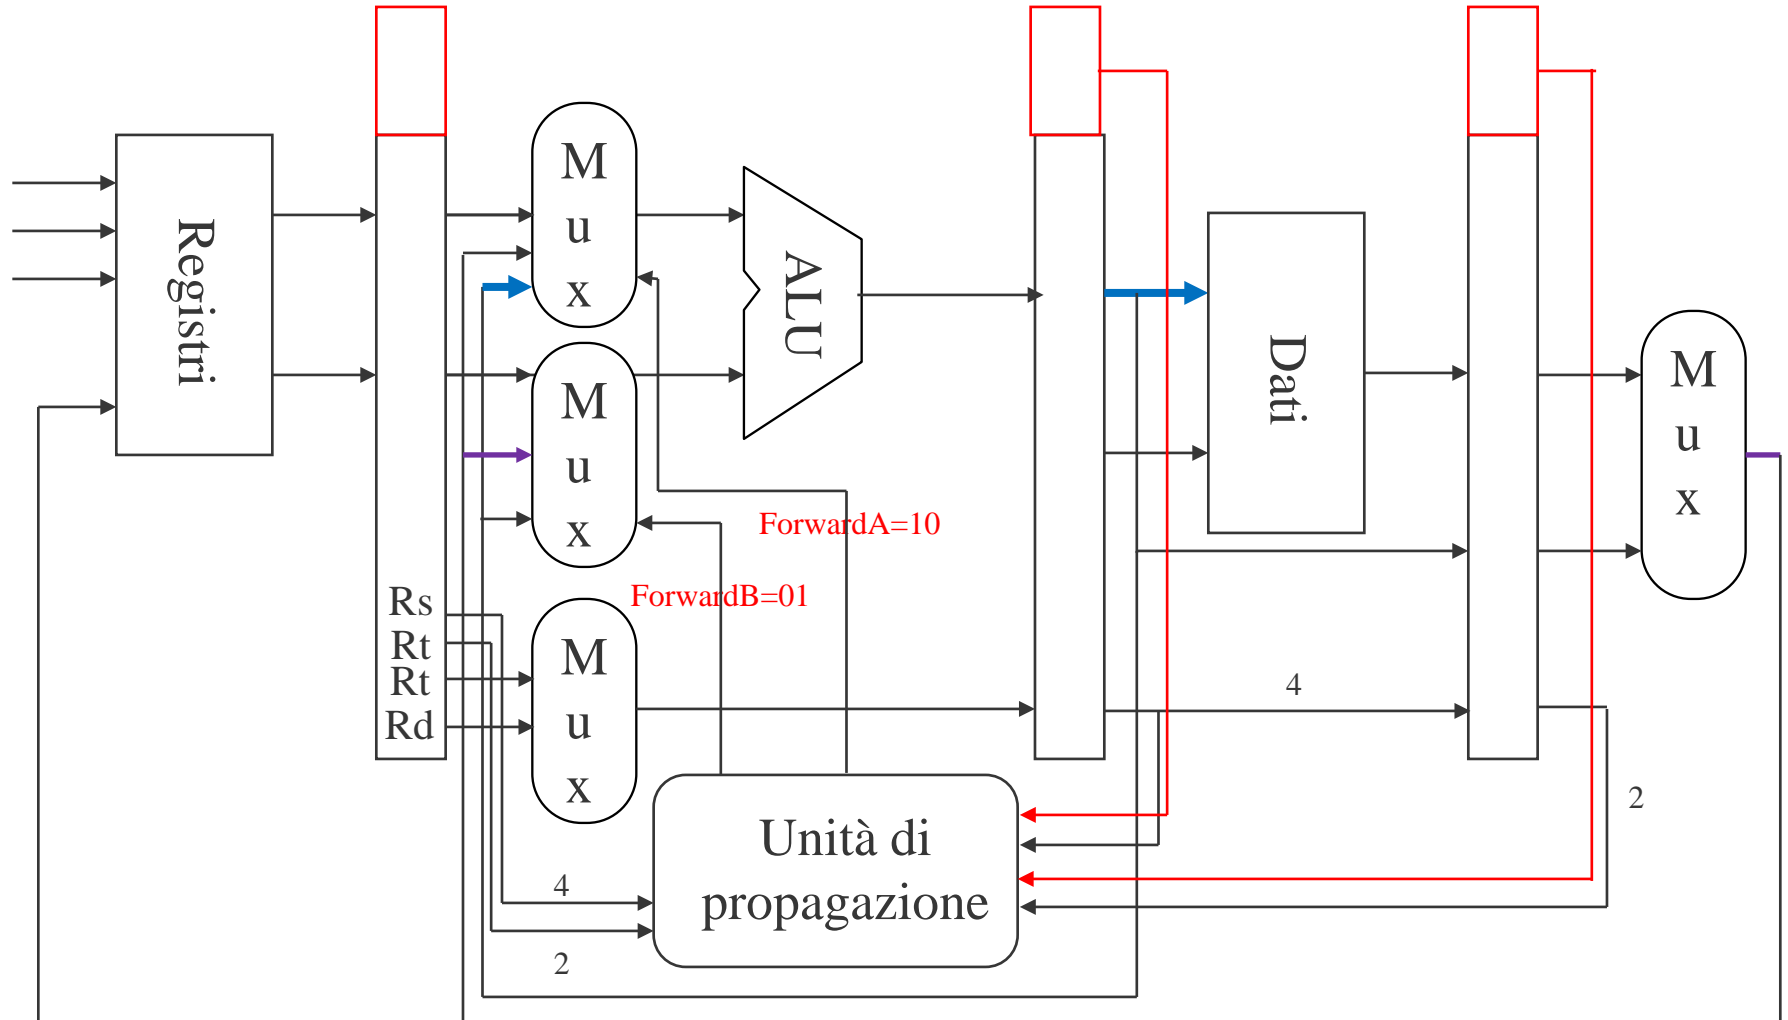 Registri
M
u
x
ALU
M
u
x
Dati
M
u
x
ForwardA=10
ForwardB=01
Rs
Rt
Rt
Rd
M
u
x
4
2
Unità di
propagazione
4
2